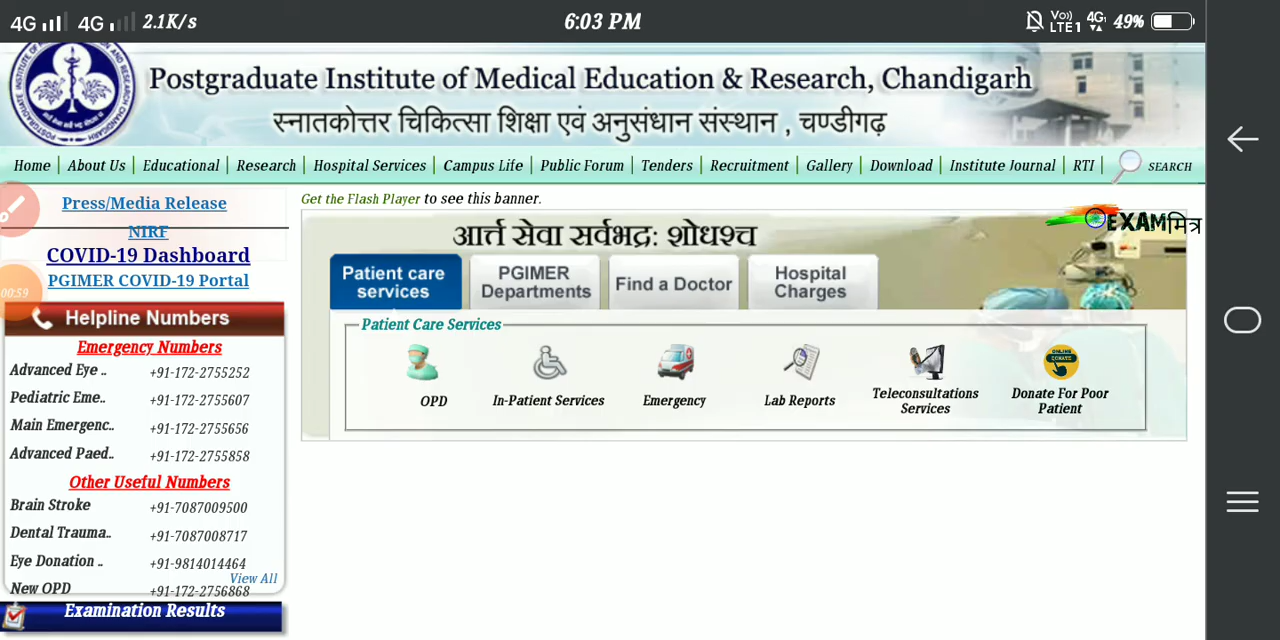 4G 4G 2.1K/s 6:03 PM Vo) LTE1 4G 49%
Postgraduate Institute of Medical Education & Research, Chandigarh
स्नातकोत्तर चिकित्सा शिक्षा एवं अनुसंधान संस्थान , चण्डीगढ़
Home About Us Educational Research Hospital Services Campus Life Public Forum Tenders Recruitment Gallery Download Institute Journal RTI SEARCH
Press/Media Release
NIRF
COVID-19 Dashboard
PGIMER COVID-19 Portal
00:59
Helpline Numbers
Emergency Numbers
Advanced Eye .. +91-172-2755252
Pediatric Eme.. +91-172-2755607
Main Emergenc.. +91-172-2755656
Advanced Paed.. +91-172-2755858
Other Useful Numbers
Brain Stroke +91-7087009500
Dental Trauma.. +91-7087008717
Eye Donation .. +91-9814014464
View All
New OPD +91-172-2756868
Examination Results
Get the Flash Player to see this banner.
EXAMमित्र
आर्त्त सेवा सर्वभद्र: शोधश्च
Patient care services
PGIMER Departments
Find a Doctor
Hospital Charges
Patient Care Services
ONLINE DONATE
OPD
In-Patient Services
Emergency
Lab Reports
Teleconsultations Services
Donate For Poor Patient